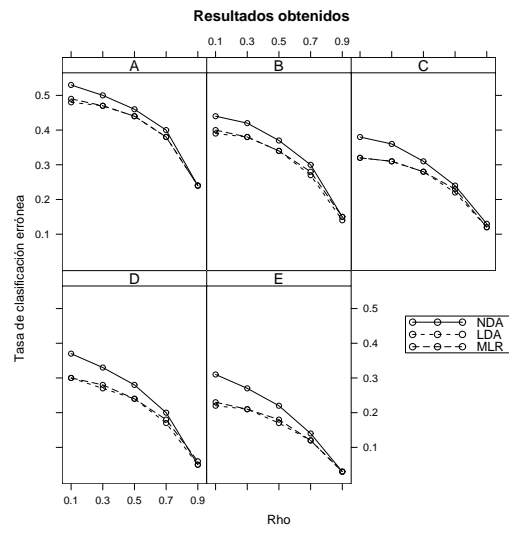 Resultados obtenidos
0.1 0.3 0.5 0.7 0.9
A B C
0.5
0.4
0.3
0.2
0.1
Tasa de clasificación errónea
D E
0.5
0.4
0.3
0.2
0.1
NDA
LDA
MLR
0.1 0.3 0.5 0.7 0.9
Rho